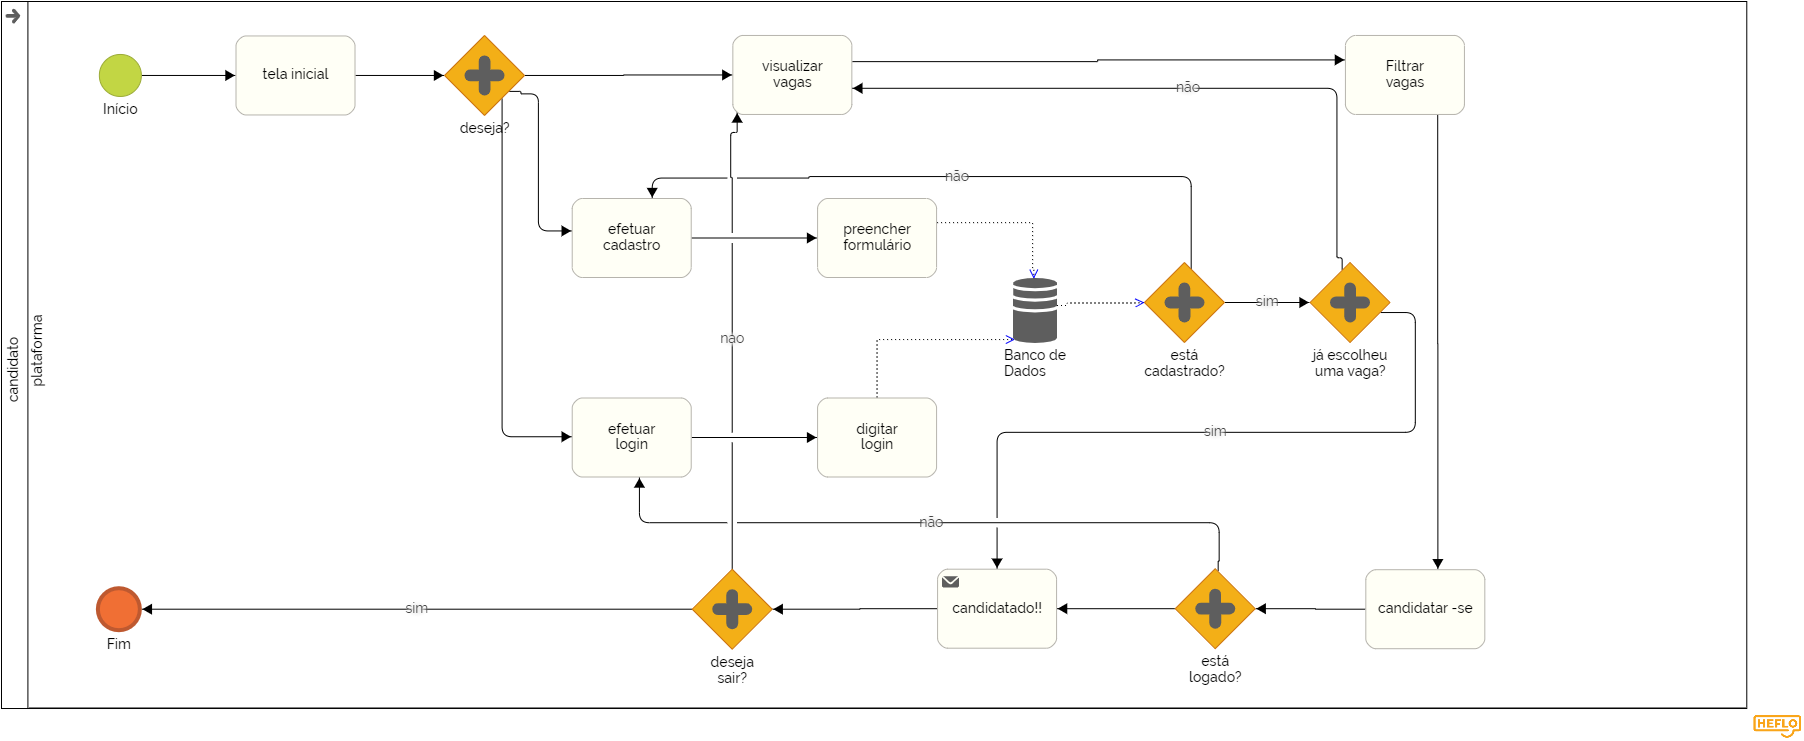 candidato
plataforma
Início
tela inicial
deseja?
visualizar
vagas
Filtrar
vagas
não
não
efetuar
cadastro
preencher
formulário
sim
não
Banco de
Dados
está
cadastrado?
já escolheu
uma vaga?
efetuar
login
digitar
login
sim
não
Fim
sim
deseja
sair?
candidatado!!
está
logado?
candidatar -se
HEFLO